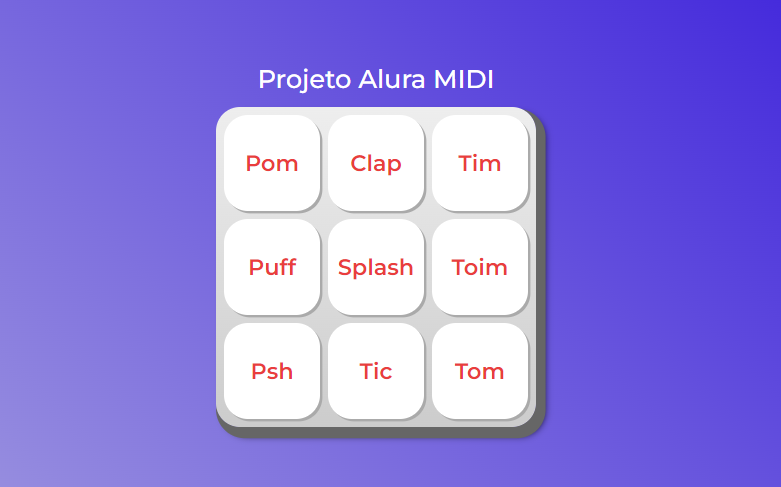 Projeto Alura MIDI
Pom Clap Tim
Puff Splash Toim
Psh Tic Tom